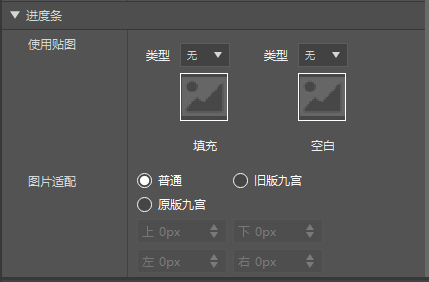 进度条
使用贴图
类型 无 类型 无
填充 空白
图片适配
普通 旧版九宫
原版九宫
上 0px 下 0px
左 0px 右 0px